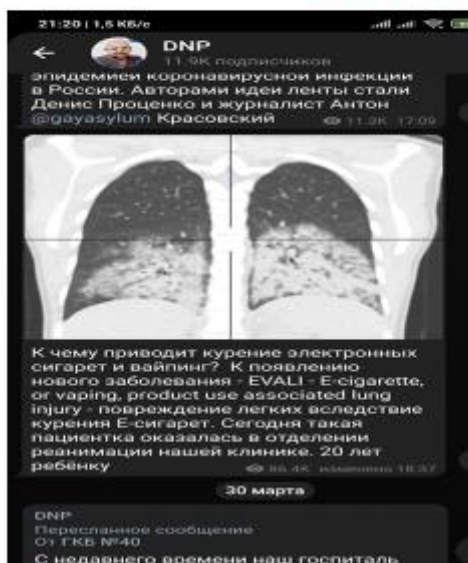 21:20 | 1,5 КБ/с
DNP
11.9K подписчиков
эпидемией коронавирусной инфекции
в России. Авторами идеи ленты стали
Денис Проценко и журналист Антон
@gayasylum Красовский 11.3K 17:09
К чему приводит курение электронных
сигарет и вайпинг? К появлению
нового заболевания - EVALI - E-cigarette,
or vaping, product use associated lung
injury - повреждение легких вследствие
курения Е-сигарет. Сегодня такая
пациентка оказалась в отделении
реанимации нашей клинике. 20 лет
ребёнку 86.4K изменено 18:37
30 марта
DNP
Пересланное сообщение
От ГКБ №40
С недавнего времени наш госпиталь